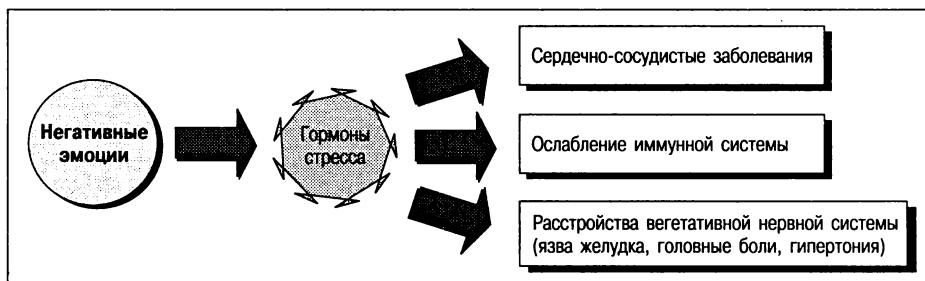 Негативные
эмоции
Гормоны
стресса
Сердечно-сосудистые заболевания
Ослабление иммунной системы
Расстройства вегетативной нервной системы
(язва желудка, головные боли, гипертония)